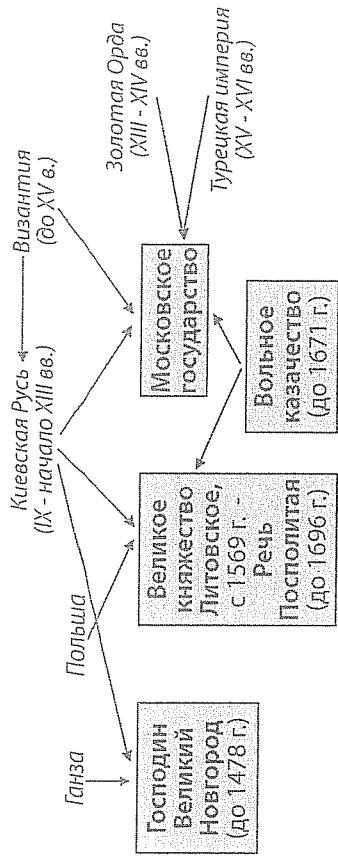 Киевская Русь
(IX - начало XIII вв.)
Византия
(до XV в.)
Ганза
Польша
Золотая Орда
(XIII - XIV вв.)
Турецкая империя
(XV - XVI вв.)
Господин
Великий
Новгород
(до 1478 г.)
Великое
княжество
Литовское,
с 1569 г. -
Речь
Посполитая
(до 1696 г.)
Московское
государство
Вольное
казачество
(до 1671 г.)